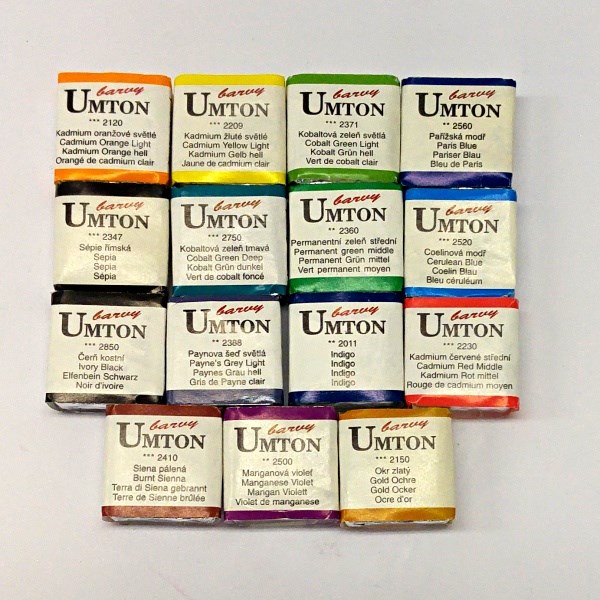 barvy
UMTON
*** 2120
Kadmium oranžové světlé
Cadmium Orange Light
Kadmium Orange hell
Orangé de cadmium clair
barvy
UMTON
*** 2209
Kadmium žluté světlé
Cadmium Yellow Light
Kadmium Gelb hell
Jaune de cadmium clair
barvy
UMTON
*** 2371
Kobaltová zeleň světlá
Cobalt Green Light
Kobalt Grün hell
Vert de cobalt clair
barvy
UMTON
** 2560
Pařížská modř
Paris Blue
Pariser Blau
Bleu de Paris
barvy
UMTON
*** 2347
Sépie římská
Sepia
Sepia
Sépia
barvy
UMTON
*** 2750
Kobaltová zeleň tmavá
Cobalt Green Deep
Kobalt Grün dunkel
Vert de cobalt foncé
barvy
UMTON
** 2360
Permanentní zeleň střední
Permanent green middle
Permanent Grün mittel
Vert permanent moyen
barvy
UMTON
*** 2520
Coelinová modř
Cerulean Blue
Coelin Blau
Bleu céruléum
barvy
UMTON
*** 2850
Čerň kostní
Ivory Black
Elfenbein Schwarz
Noir d'ivoire
barvy
UMTON
** 2388
Paynova šeď světlá
Payne's Grey Light
Paynes Grau hell
Gris de Payne clair
barvy
UMTON
** 2011
Indigo
Indigo
Indigo
Indigo
barvy
UMTON
*** 2230
Kadmium červené střední
Cadmium Red Middle
Kadmium Rot mittel
Rouge de cadmium moyen
barvy
UMTON
*** 2410
Siena pálená
Burnt Sienna
Terra di Siena gebrannt
Terre de Sienne brûlée
barvy
UMTON
** 2500
Manganová violeť
Manganese Violet
Mangan Violett
Violet de manganese
barvy
UMTON
*** 2150
Okr zlatý
Gold Ochre
Gold Ocker
Ocre d'or